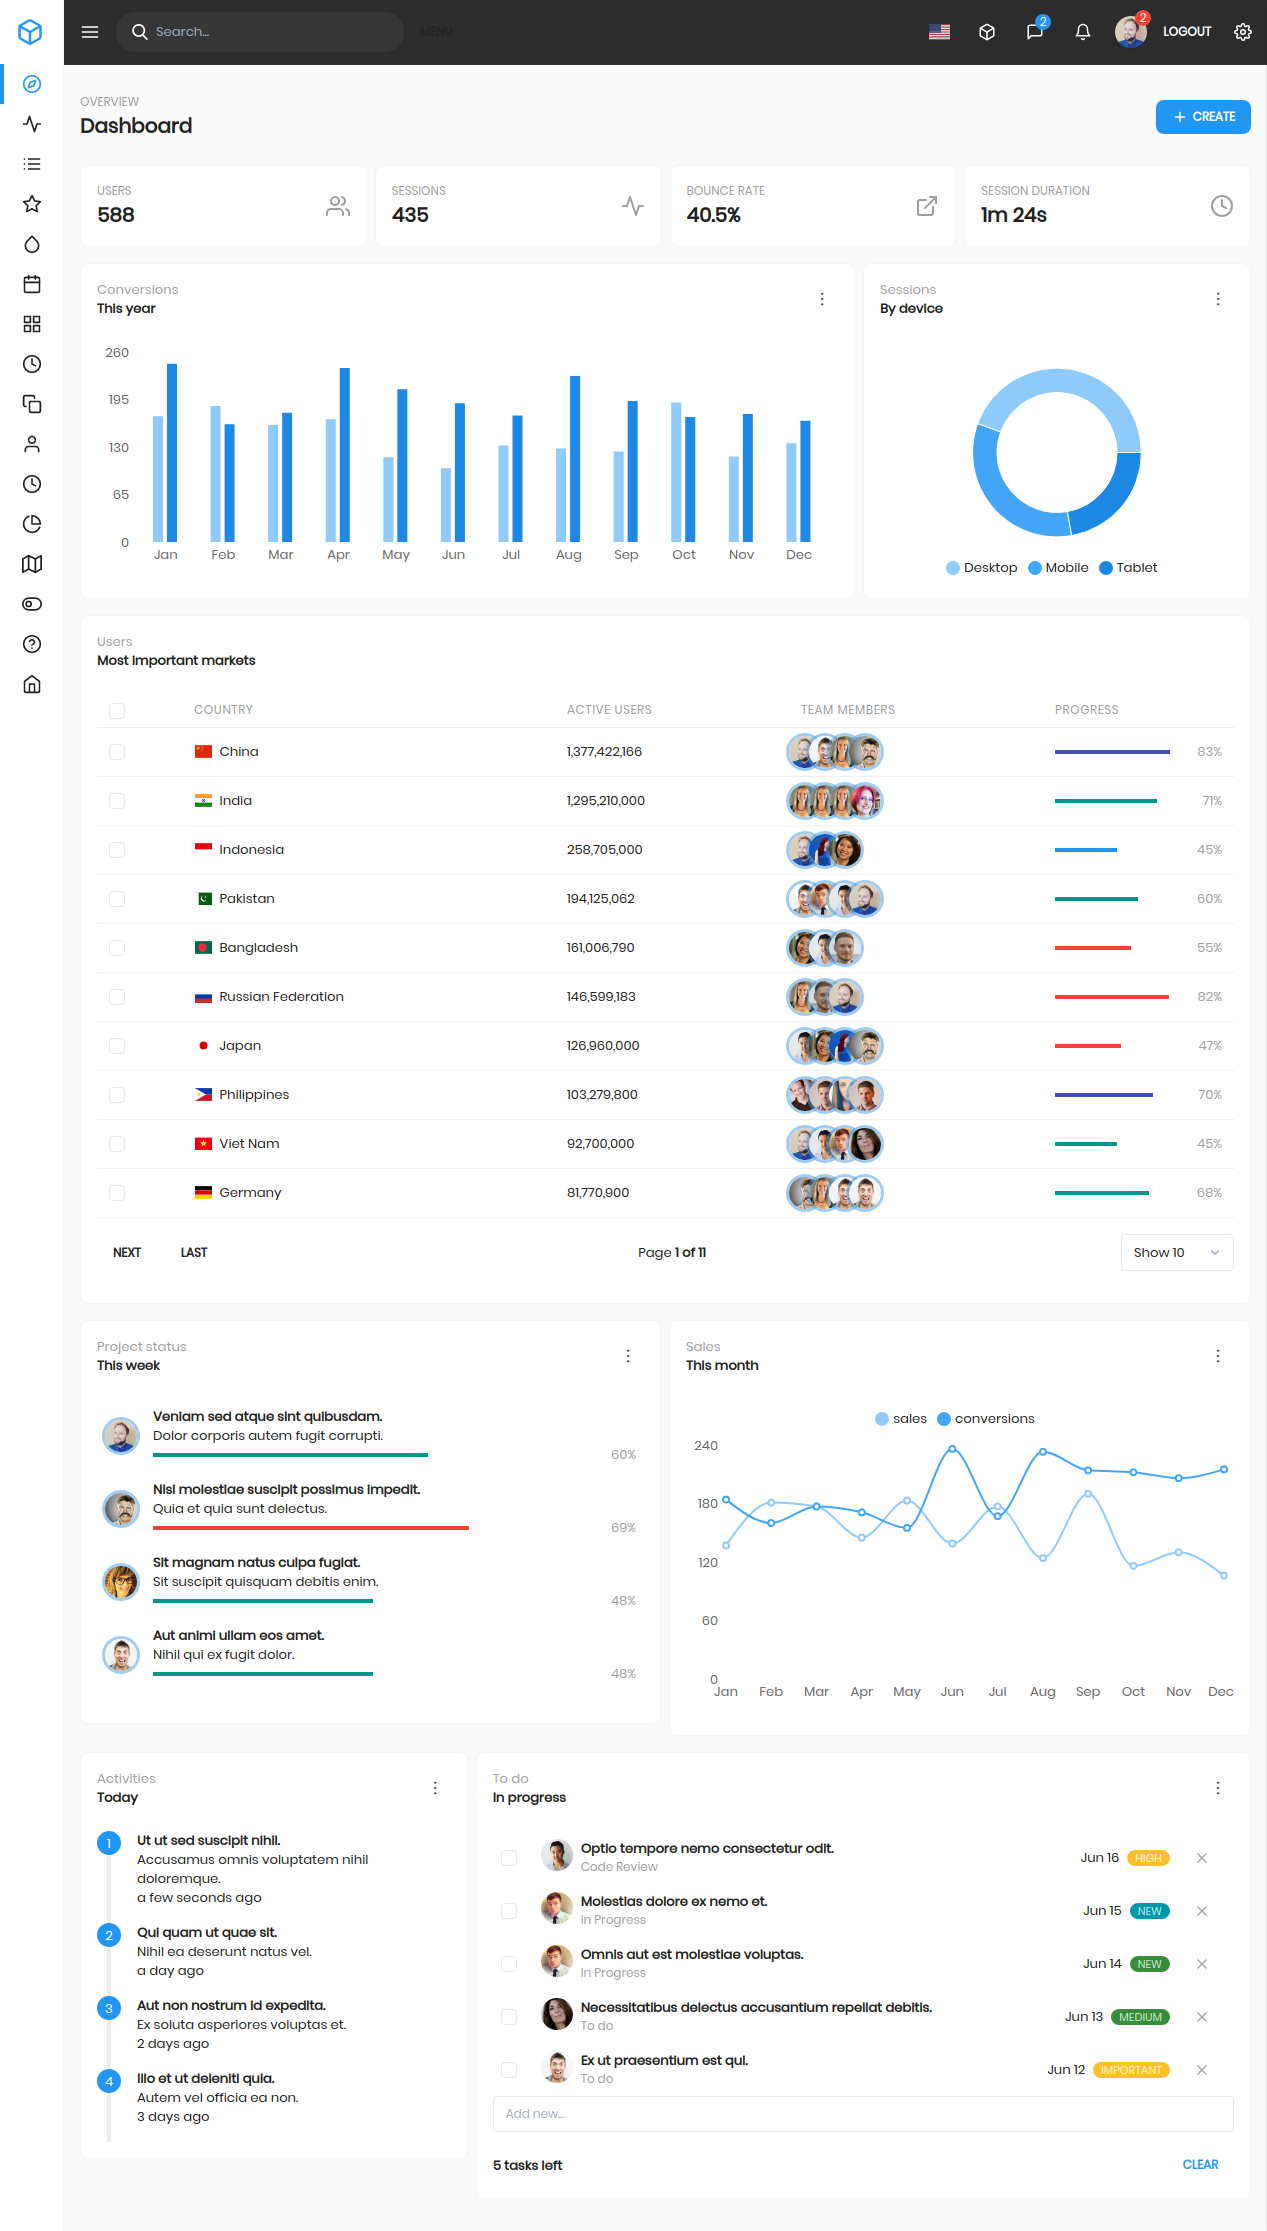 Search...
MENU
2
2
LOGOUT
OVERVIEW
Dashboard
CREATE
USERS
588
SESSIONS
435
BOUNCE RATE
40.5%
SESSION DURATION
1m 24s
Conversions
This year
260
195
130
65
0
Jan Feb Mar Apr May Jun Jul Aug Sep Oct Nov Dec
Sessions
By device
Desktop Mobile Tablet
Users
Most important markets
COUNTRY ACTIVE USERS TEAM MEMBERS PROGRESS
China 1,377,422,166 83%
India 1,295,210,000 71%
Indonesia 258,705,000 45%
Pakistan 194,125,062 60%
Bangladesh 161,006,790 55%
Russian Federation 146,599,183 82%
Japan 126,960,000 47%
Philippines 103,279,800 70%
Viet Nam 92,700,000 45%
Germany 81,770,900 68%
NEXT LAST Page 1 of 11 Show 10
Project status
This week
Veniam sed atque sint quibusdam.
Dolor corporis autem fugit corrupti.
60%
Nisi molestiae suscipit possimus impedit.
Quia et quia sunt delectus.
69%
Sit magnam natus culpa fugiat.
Sit suscipit quisquam debitis enim.
48%
Aut animi ullam eos amet.
Nihil qui ex fugit dolor.
48%
Sales
This month
sales conversions
240
180
120
60
0
Jan Feb Mar Apr May Jun Jul Aug Sep Oct Nov Dec
Activities
Today
1 Ut ut sed suscipit nihil.
Accusamus omnis voluptatem nihil
doloremque.
a few seconds ago
2 Qui quam ut quae sit.
Nihil ea deserunt natus vel.
a day ago
3 Aut non nostrum id expedita.
Ex soluta asperiores voluptas et.
2 days ago
4 Illo et ut deleniti quia.
Autem vel officia ea non.
3 days ago
To do
In progress
Optio tempore nemo consectetur odit.
Code Review
Jun 16 HIGH
Molestias dolore ex nemo et.
In Progress
Jun 15 NEW
Omnis aut est molestiae voluptas.
In Progress
Jun 14 NEW
Necessitatibus delectus accusantium repellat debitis.
To do
Jun 13 MEDIUM
Ex ut praesentium est qui.
To do
Jun 12 IMPORTANT
Add new...
5 tasks left
CLEAR